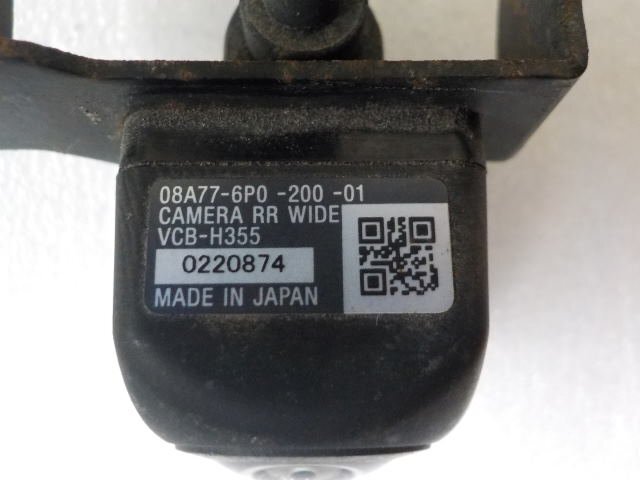 08A77-6P0 -200 -01
CAMERA RR WIDE
VCB-H355
0220874
MADE IN JAPAN